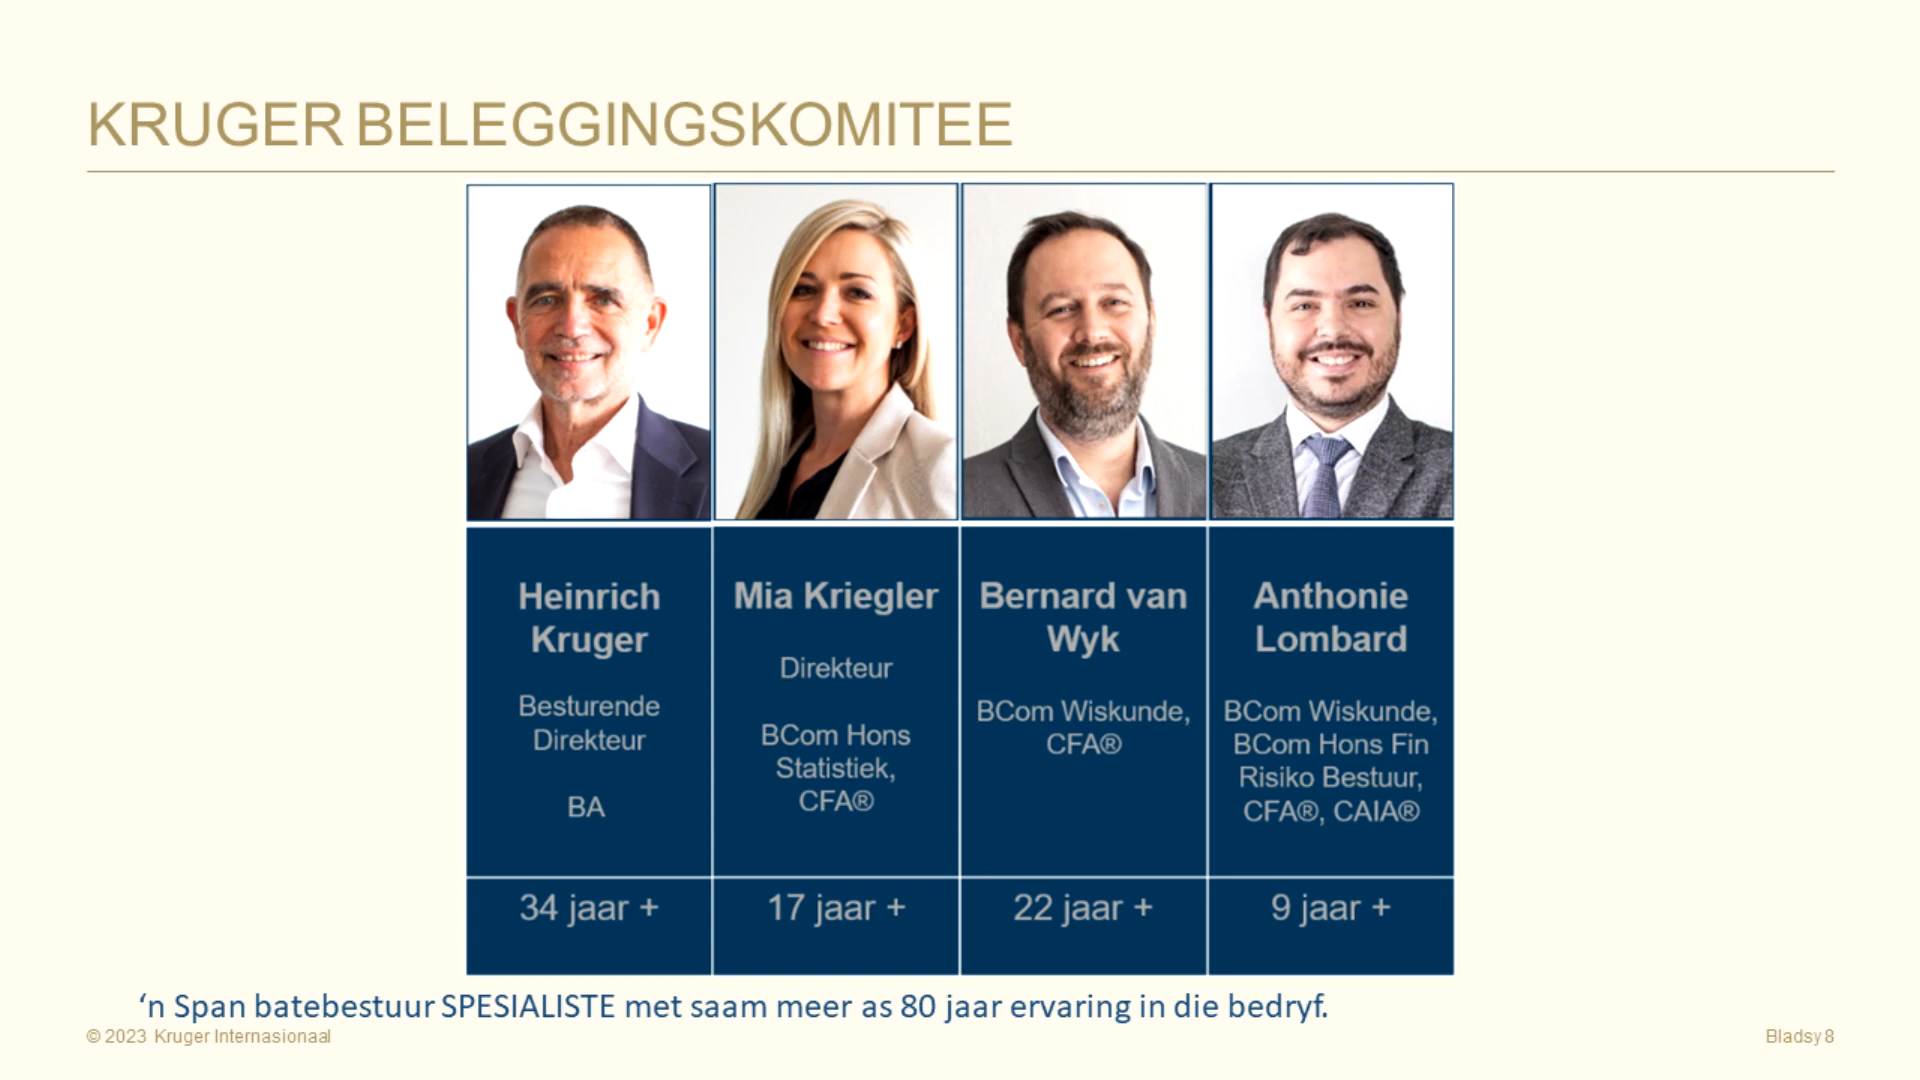 KRUGER BELEGGINGSKOMITEE
Heinrich
Kruger
Besturende
Direkteur
BA
34 jaar +
Mia Kriegler
Direkteur
BCom Hons
Statistiek,
CFA®
17 jaar +
Bernard van
Wyk
BCom Wiskunde,
CFA®
22 jaar +
Anthonie
Lombard
BCom Wiskunde,
BCom Hons Fin
Risiko Bestuur,
CFA®, CAIA®
9 jaar +
‘n Span batebestuur SPESIALISTE met saam meer as 80 jaar ervaring in die bedryf.
© 2023 Kruger Internasionaal
Bladsy 8